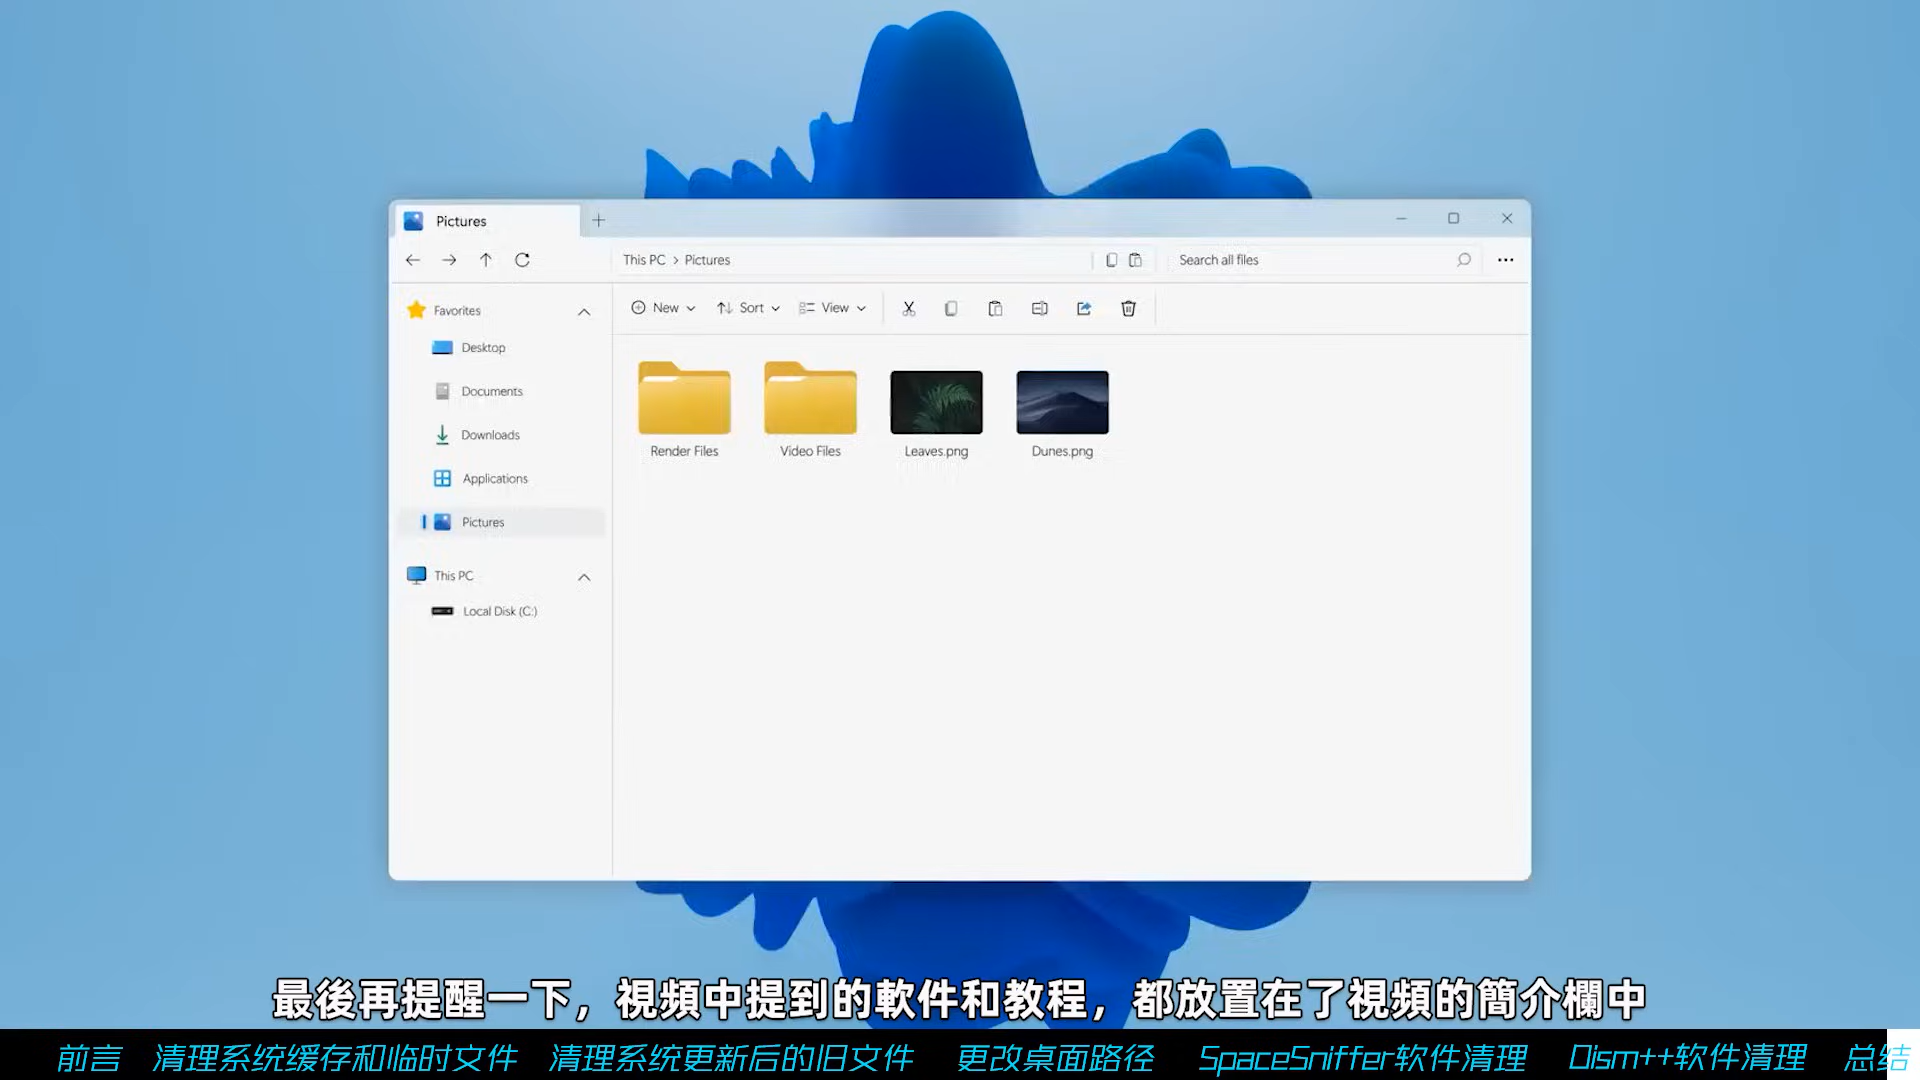 Pictures
This PC > Pictures
Search all files
Favorites
Desktop
Documents
Downloads
Applications
Pictures
This PC
Local Disk (C:)
New
Sort
View
Render Files
Video Files
Leaves.png
Dunes.png
最後再提醒一下，視頻中提到的軟件和教程，都放置在了視頻的簡介欄中
前言 清理系统缓存和临时文件 清理系统更新后的旧文件 更改桌面路径 SpaceSniffer软件清理 Dism++软件清理 总结